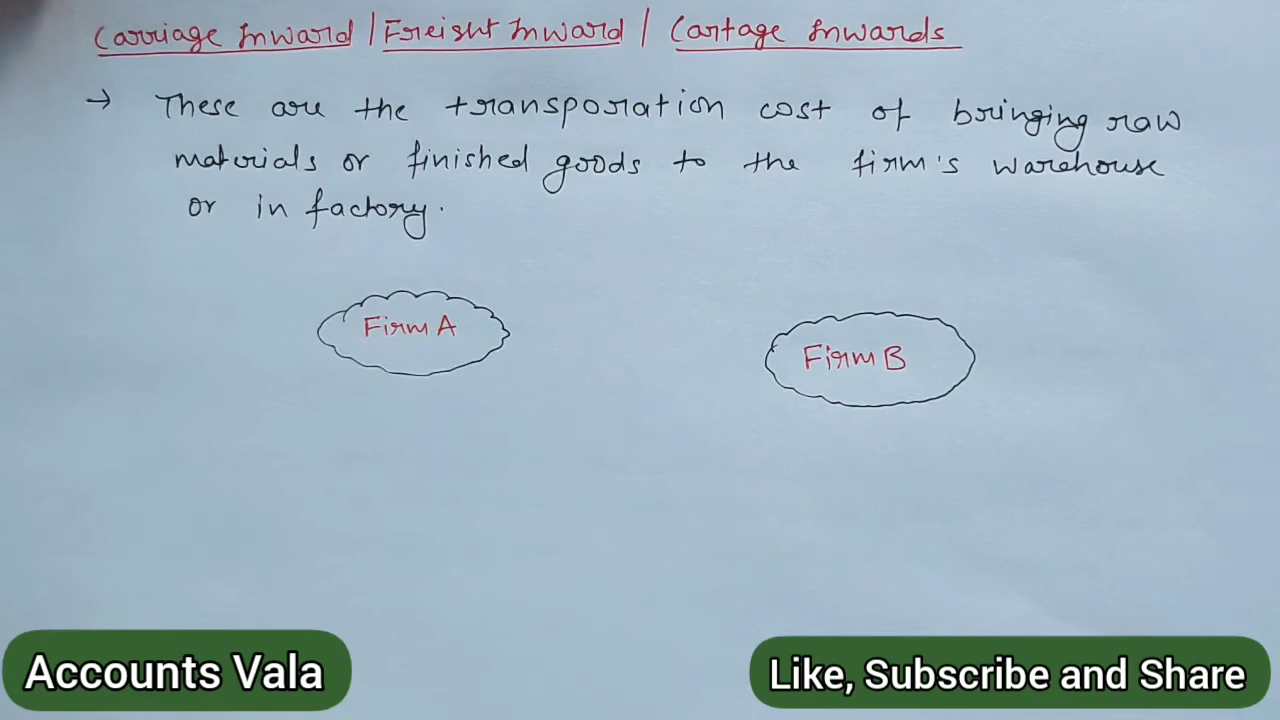 Carriage Inward / Freight Inward / Cartage Inwards
→ These are the transporation cost of bringing raw
materials or finished goods to the firm's warehouse
or in factory.
Firm A
Firm B
Accounts Vala
Like, Subscribe and Share